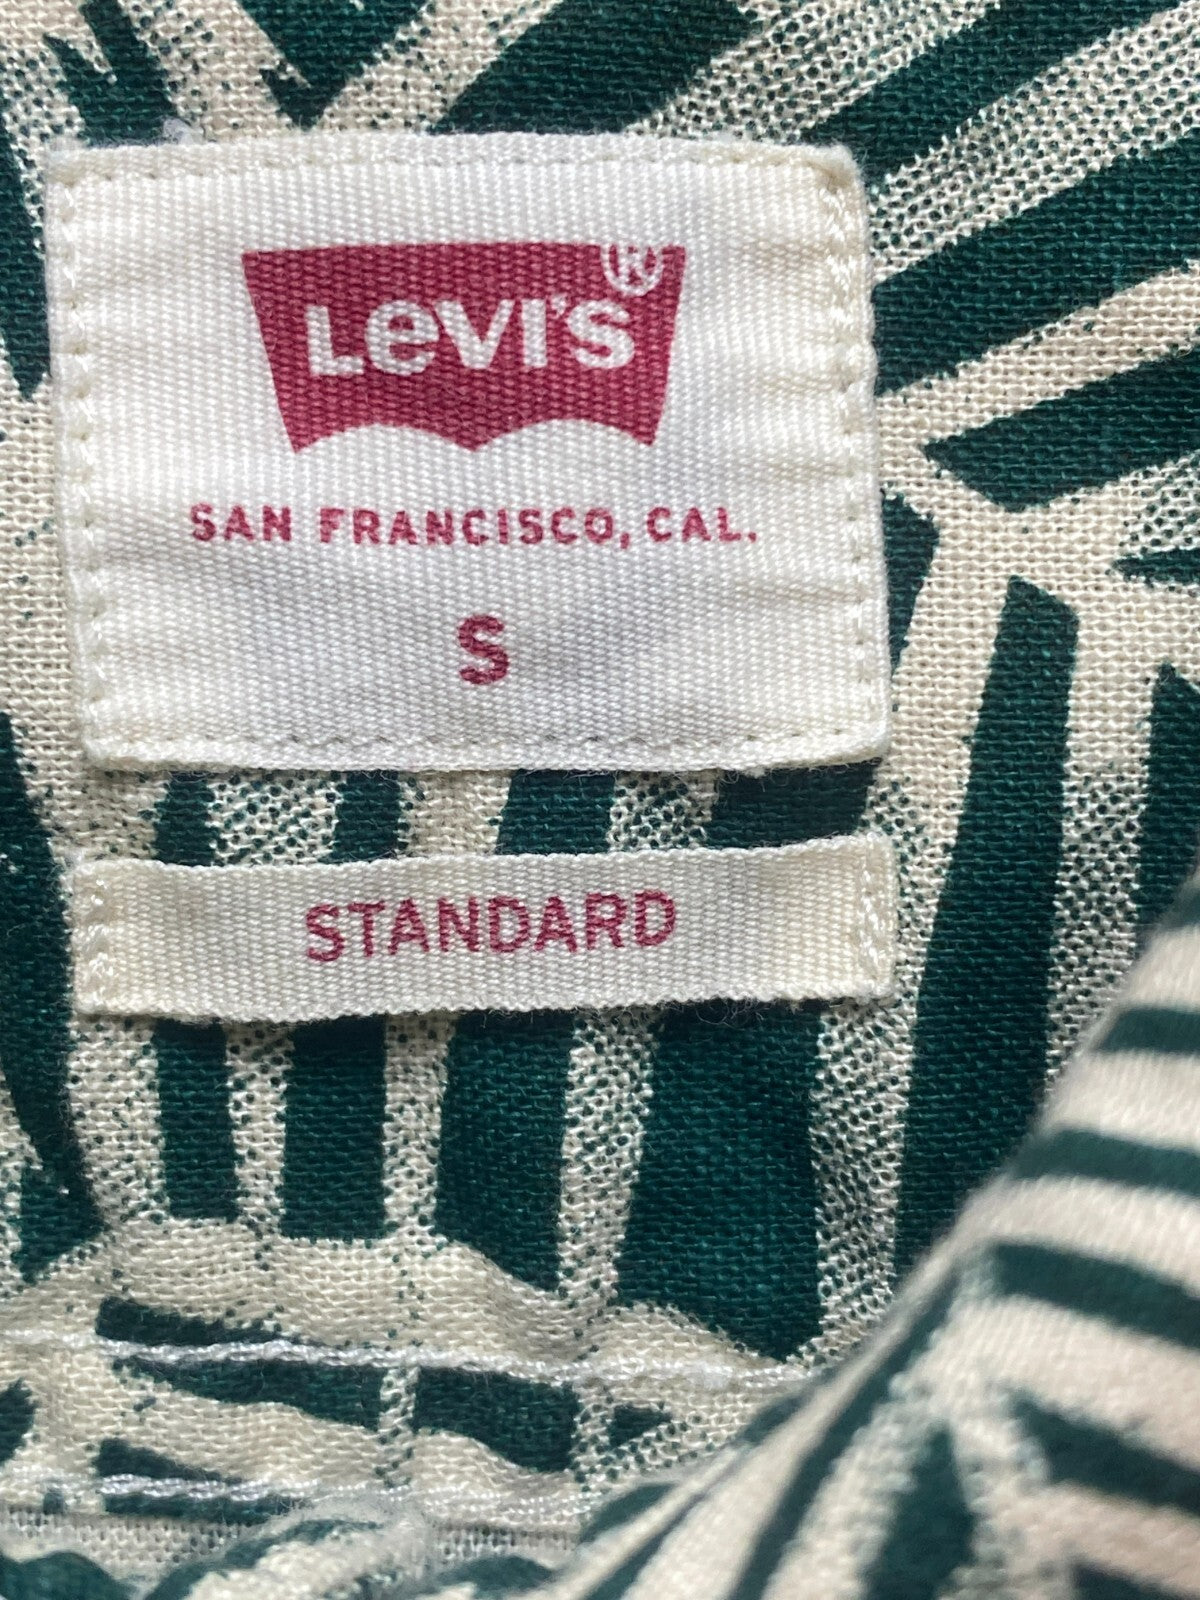 Levi's®
SAN FRANCISCO, CAL.
S
STANDARD